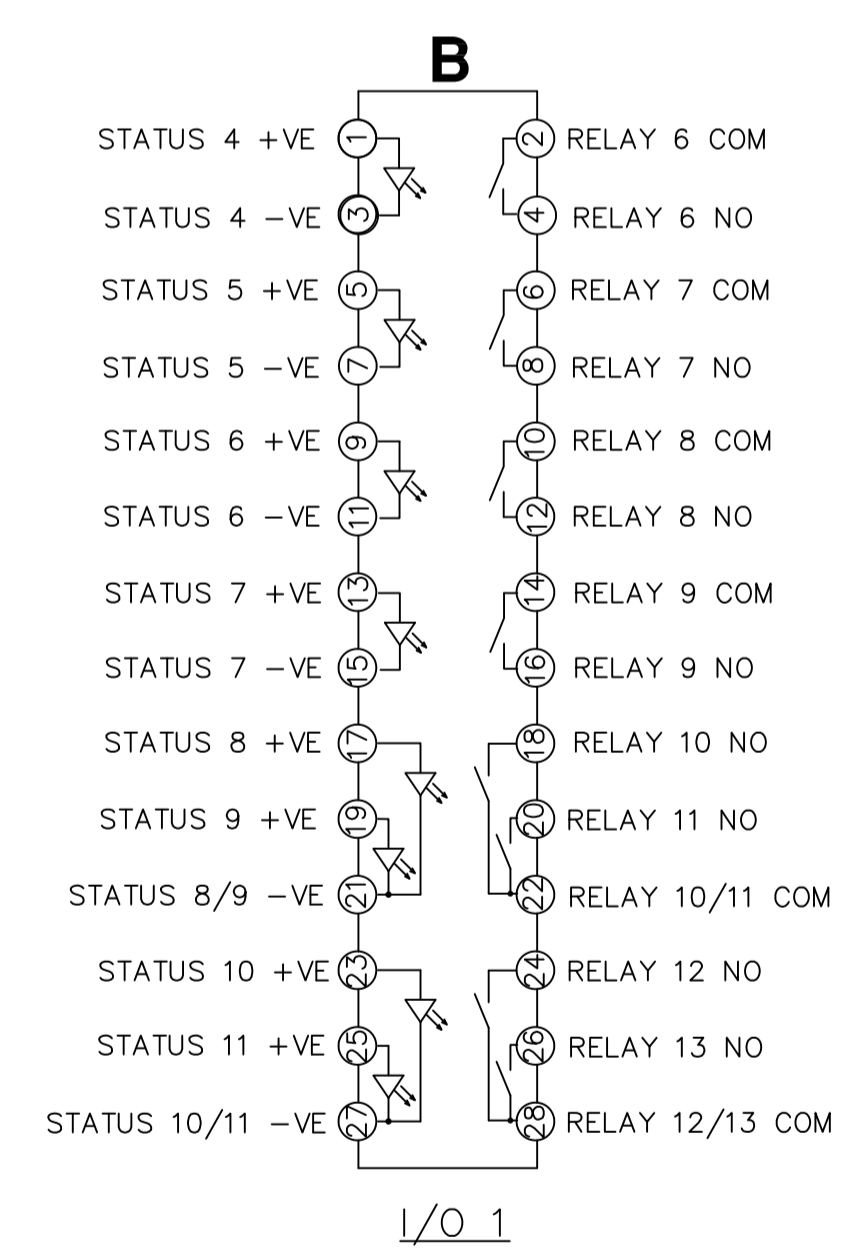 B
STATUS 4 +VE 1 2 RELAY 6 COM
STATUS 4 −VE 3 4 RELAY 6 NO
STATUS 5 +VE 5 6 RELAY 7 COM
STATUS 5 −VE 7 8 RELAY 7 NO
STATUS 6 +VE 9 10 RELAY 8 COM
STATUS 6 −VE 11 12 RELAY 8 NO
STATUS 7 +VE 13 14 RELAY 9 COM
STATUS 7 −VE 15 16 RELAY 9 NO
STATUS 8 +VE 17 18 RELAY 10 NO
STATUS 9 +VE 19 20 RELAY 11 NO
STATUS 8/9 −VE 21 22 RELAY 10/11 COM
STATUS 10 +VE 23 24 RELAY 12 NO
STATUS 11 +VE 25 26 RELAY 13 NO
STATUS 10/11 −VE 27 28 RELAY 12/13 COM
I/O 1